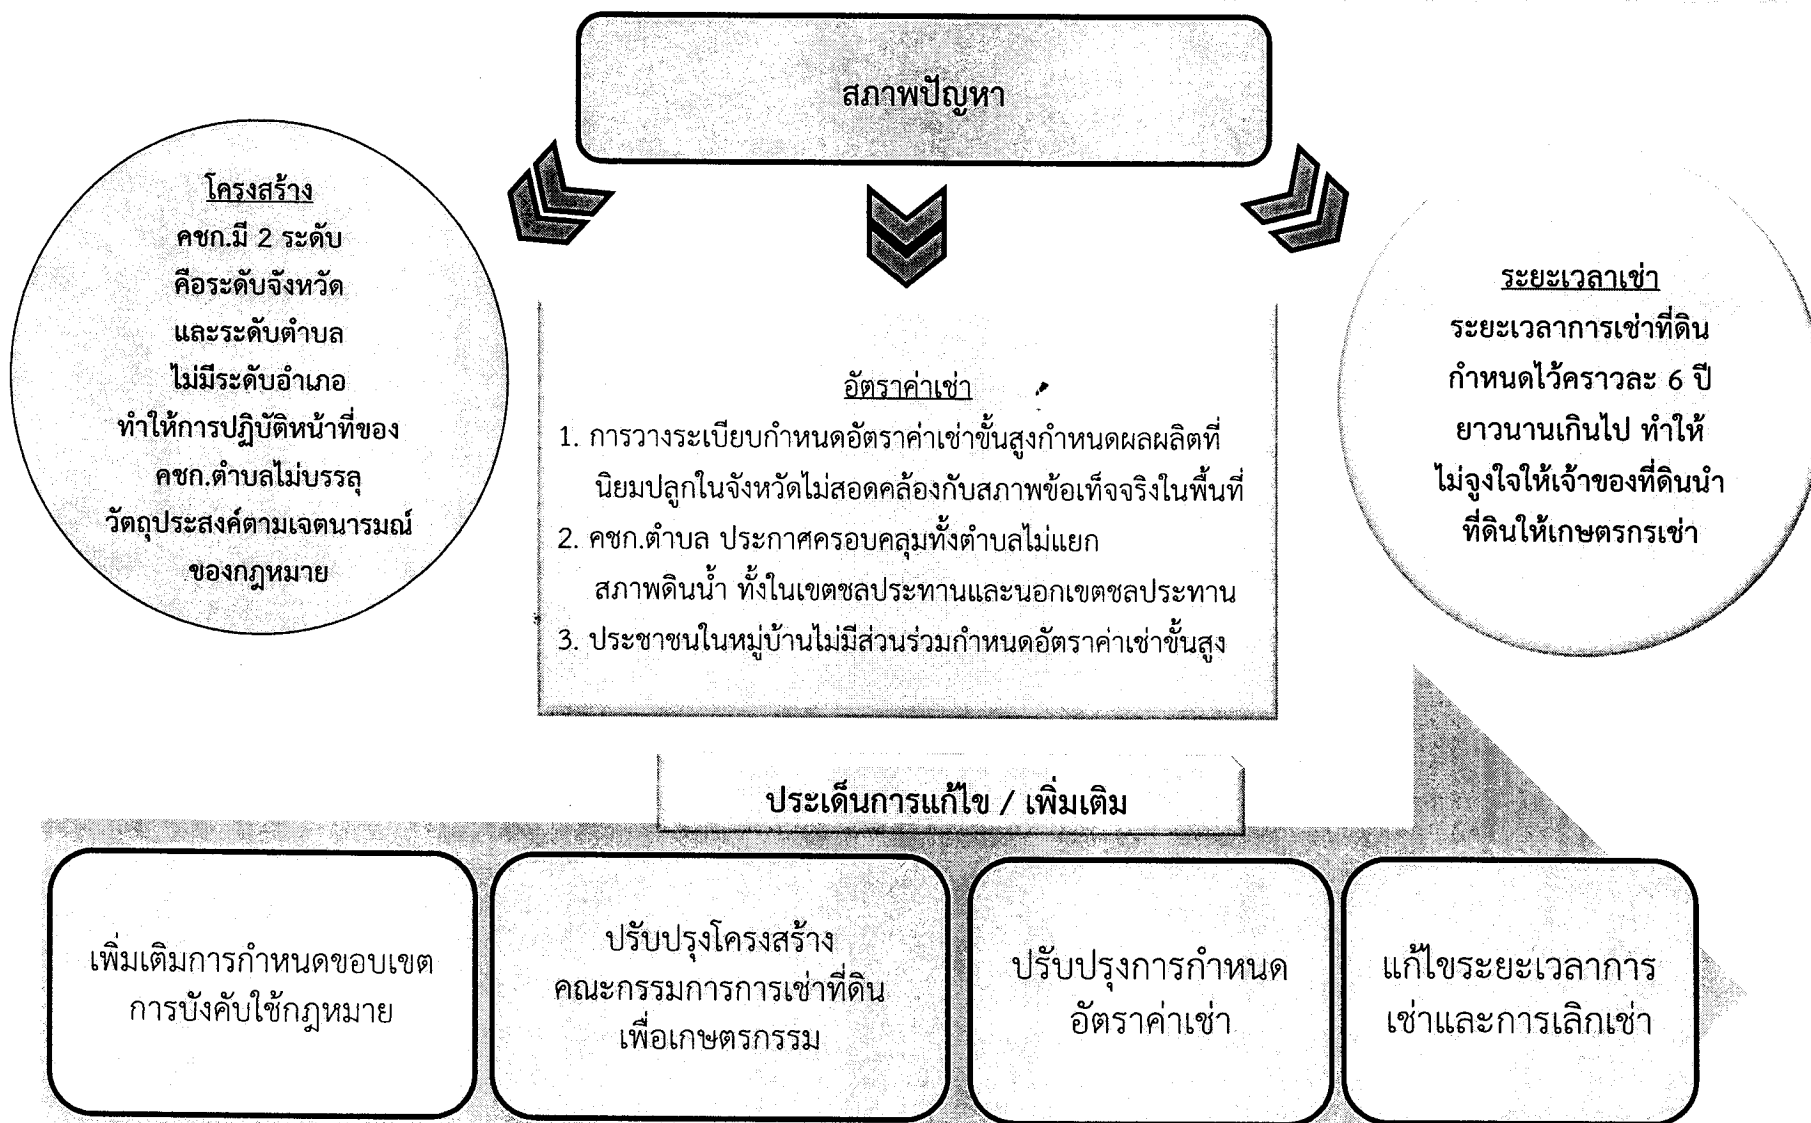 สภาพปัญหา
โครงสร้าง
คชก.มี 2 ระดับ
คือระดับจังหวัด
และระดับตำบล
ไม่มีระดับอำเภอ
ทำให้การปฏิบัติหน้าที่ของ
คชก.ตำบลไม่บรรลุ
วัตถุประสงค์ตามเจตนารมณ์
ของกฎหมาย
อัตราค่าเช่า
1. การวางระเบียบกำหนดอัตราค่าเช่าขั้นสูงกำหนดผลผลิตที่
นิยมปลูกในจังหวัดไม่สอดคล้องกับสภาพข้อเท็จจริงในพื้นที่
2. คชก.ตำบล ประกาศครอบคลุมทั้งตำบลไม่แยก
สภาพดินน้ำ ทั้งในเขตชลประทานและนอกเขตชลประทาน
3. ประชาชนในหมู่บ้านไม่มีส่วนร่วมกำหนดอัตราค่าเช่าขั้นสูง
ระยะเวลาเช่า
ระยะเวลาการเช่าที่ดิน
กำหนดไว้คราวละ 6 ปี
ยาวนานเกินไป ทำให้
ไม่จูงใจให้เจ้าของที่ดินนำ
ที่ดินให้เกษตรกรเช่า
ประเด็นการแก้ไข / เพิ่มเติม
เพิ่มเติมการกำหนดขอบเขต
การบังคับใช้กฎหมาย
ปรับปรุงโครงสร้าง
คณะกรรมการการเช่าที่ดิน
เพื่อเกษตรกรรม
ปรับปรุงการกำหนด
อัตราค่าเช่า
แก้ไขระยะเวลาการ
เช่าและการเลิกเช่า